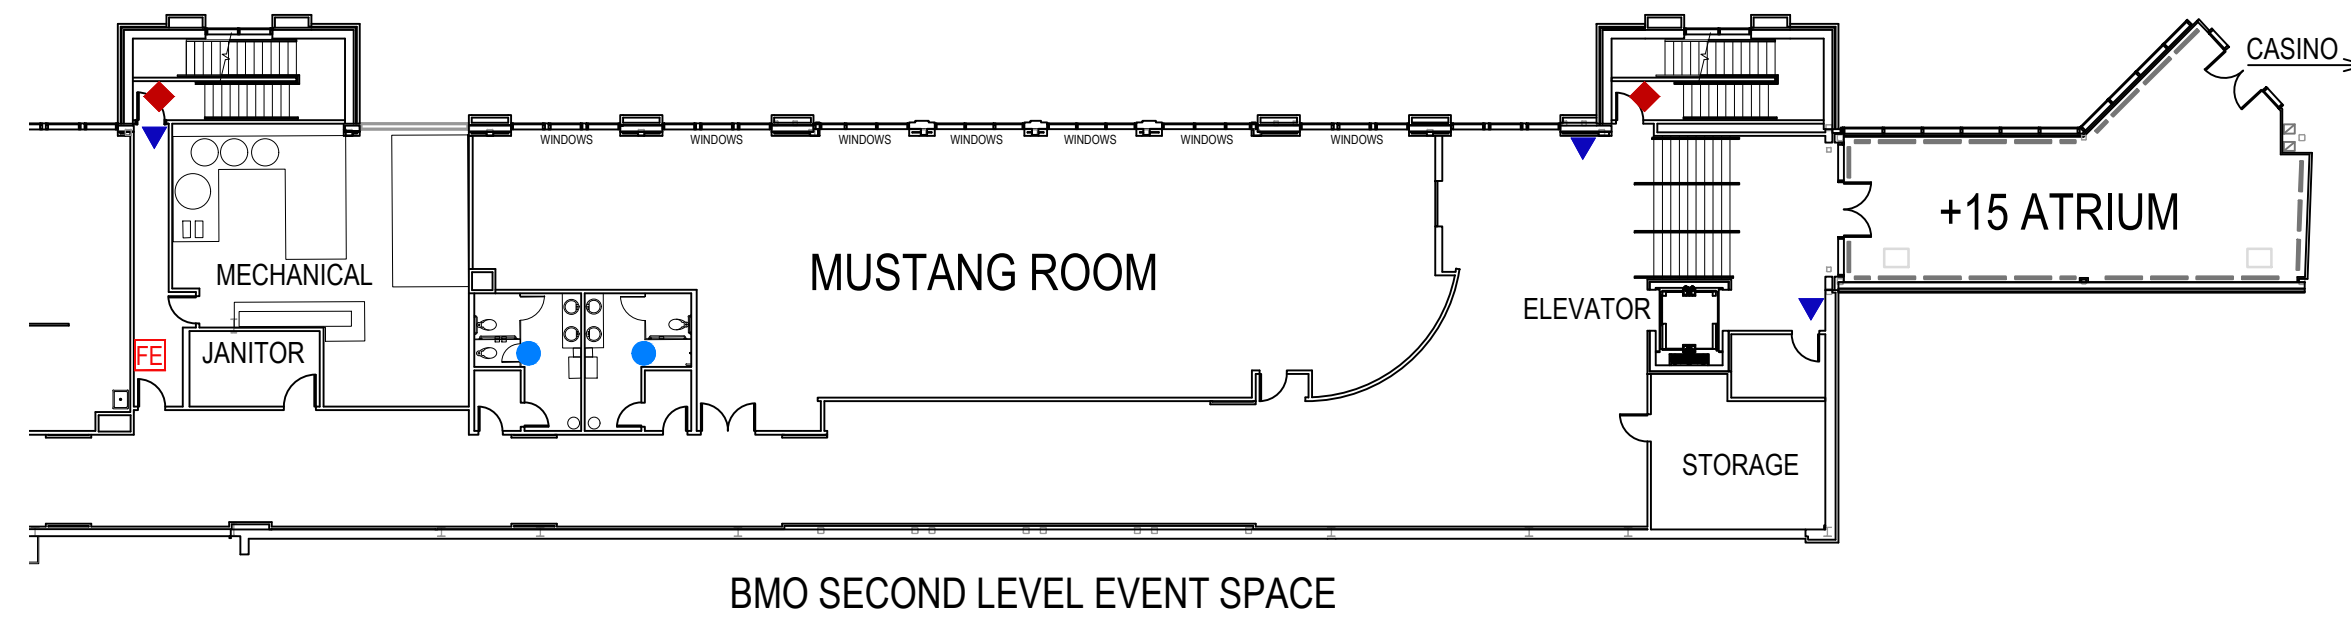 CASINO
WINDOWS
WINDOWS
WINDOWS
WINDOWS
WINDOWS
WINDOWS
WINDOWS
+15 ATRIUM
MUSTANG ROOM
MECHANICAL
ELEVATOR
FE
JANITOR
STORAGE
BMO SECOND LEVEL EVENT SPACE